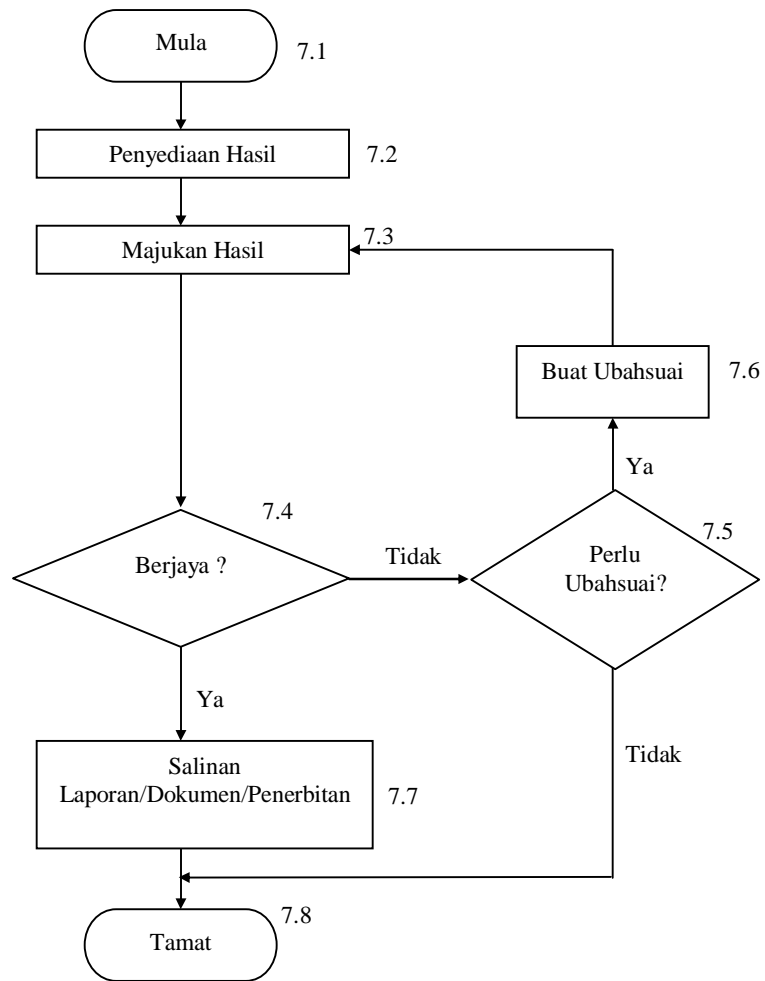 Mula
7.1
Penyediaan Hasil
7.2
Majukan Hasil
7.3
Buat Ubahsuai
7.6
Ya
7.4
Berjaya ?
Tidak
7.5
Perlu
Ubahsuai?
Ya
Tidak
Salinan
Laporan/Dokumen/Penerbitan
7.7
7.8
Tamat